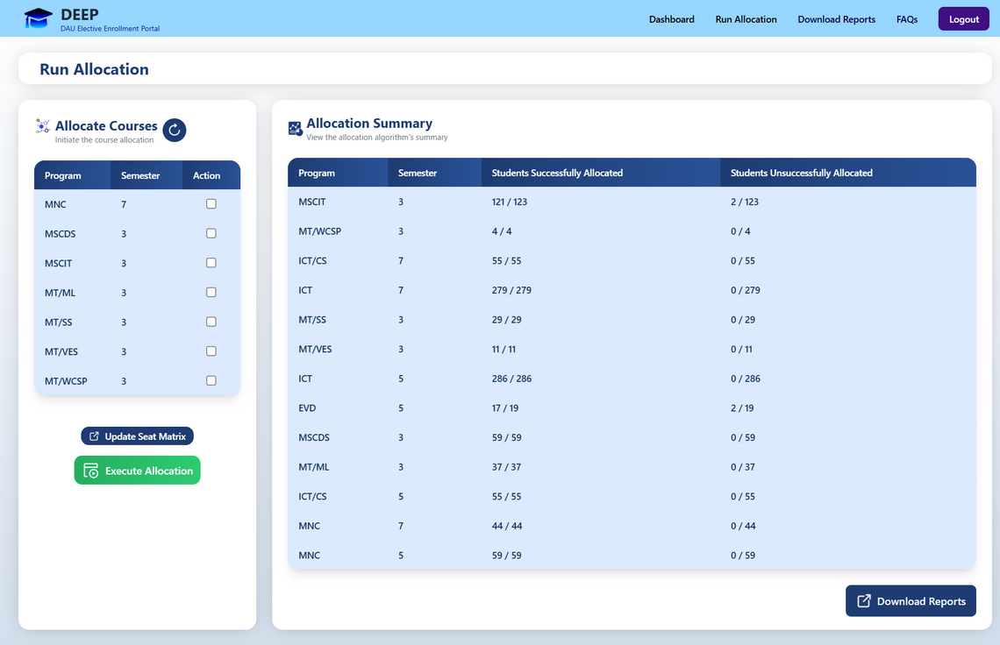 DEEP
DAU Elective Enrollment Portal
Dashboard Run Allocation Download Reports FAQs Logout
Run Allocation
Allocate Courses
Initiate the course allocation
Program Semester Action
MNC 7
MSCDS 3
MSCIT 3
MT/ML 3
MT/SS 3
MT/VES 3
MT/WCSP 3
Update Seat Matrix
Execute Allocation
Allocation Summary
View the allocation algorithm's summary
Program Semester Students Successfully Allocated Students Unsuccessfully Allocated
MSCIT 3 121 / 123 2 / 123
MT/WCSP 3 4 / 4 0 / 4
ICT/CS 7 55 / 55 0 / 55
ICT 7 279 / 279 0 / 279
MT/SS 3 29 / 29 0 / 29
MT/VES 3 11 / 11 0 / 11
ICT 5 286 / 286 0 / 286
EVD 5 17 / 19 2 / 19
MSCDS 3 59 / 59 0 / 59
MT/ML 3 37 / 37 0 / 37
ICT/CS 5 55 / 55 0 / 55
MNC 7 44 / 44 0 / 44
MNC 5 59 / 59 0 / 59
Download Reports